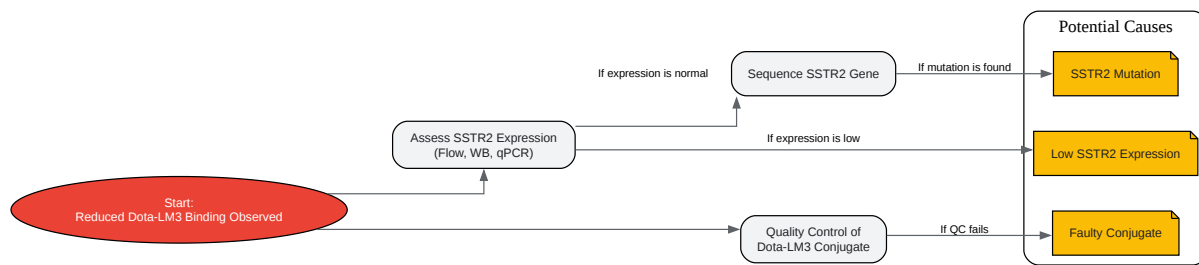 Potential Causes
If expression is normal
Sequence SSTR2 Gene
If mutation is found
SSTR2 Mutation
Assess SSTR2 Expression
(Flow, WB, qPCR)
If expression is low
Low SSTR2 Expression
Start:
Reduced Dota-LM3 Binding Observed
Quality Control of
Dota-LM3 Conjugate
If QC fails
Faulty Conjugate